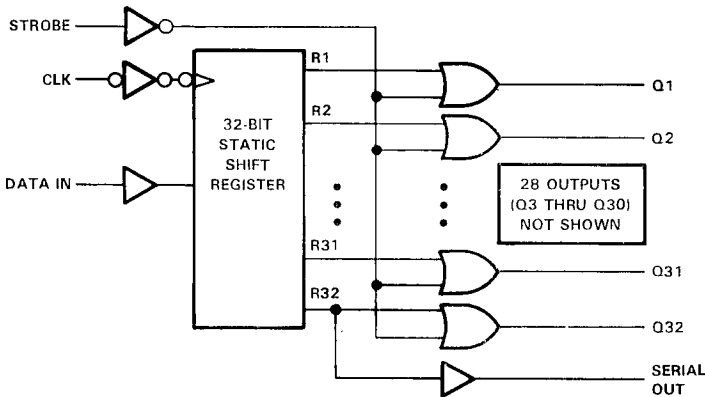 STROBE
CLK
DATA IN
32-BIT
STATIC
SHIFT
REGISTER
R1
R2
R31
R32
Q1
Q2
28 OUTPUTS
(Q3 THRU Q30)
NOT SHOWN
Q31
Q32
SERIAL
OUT